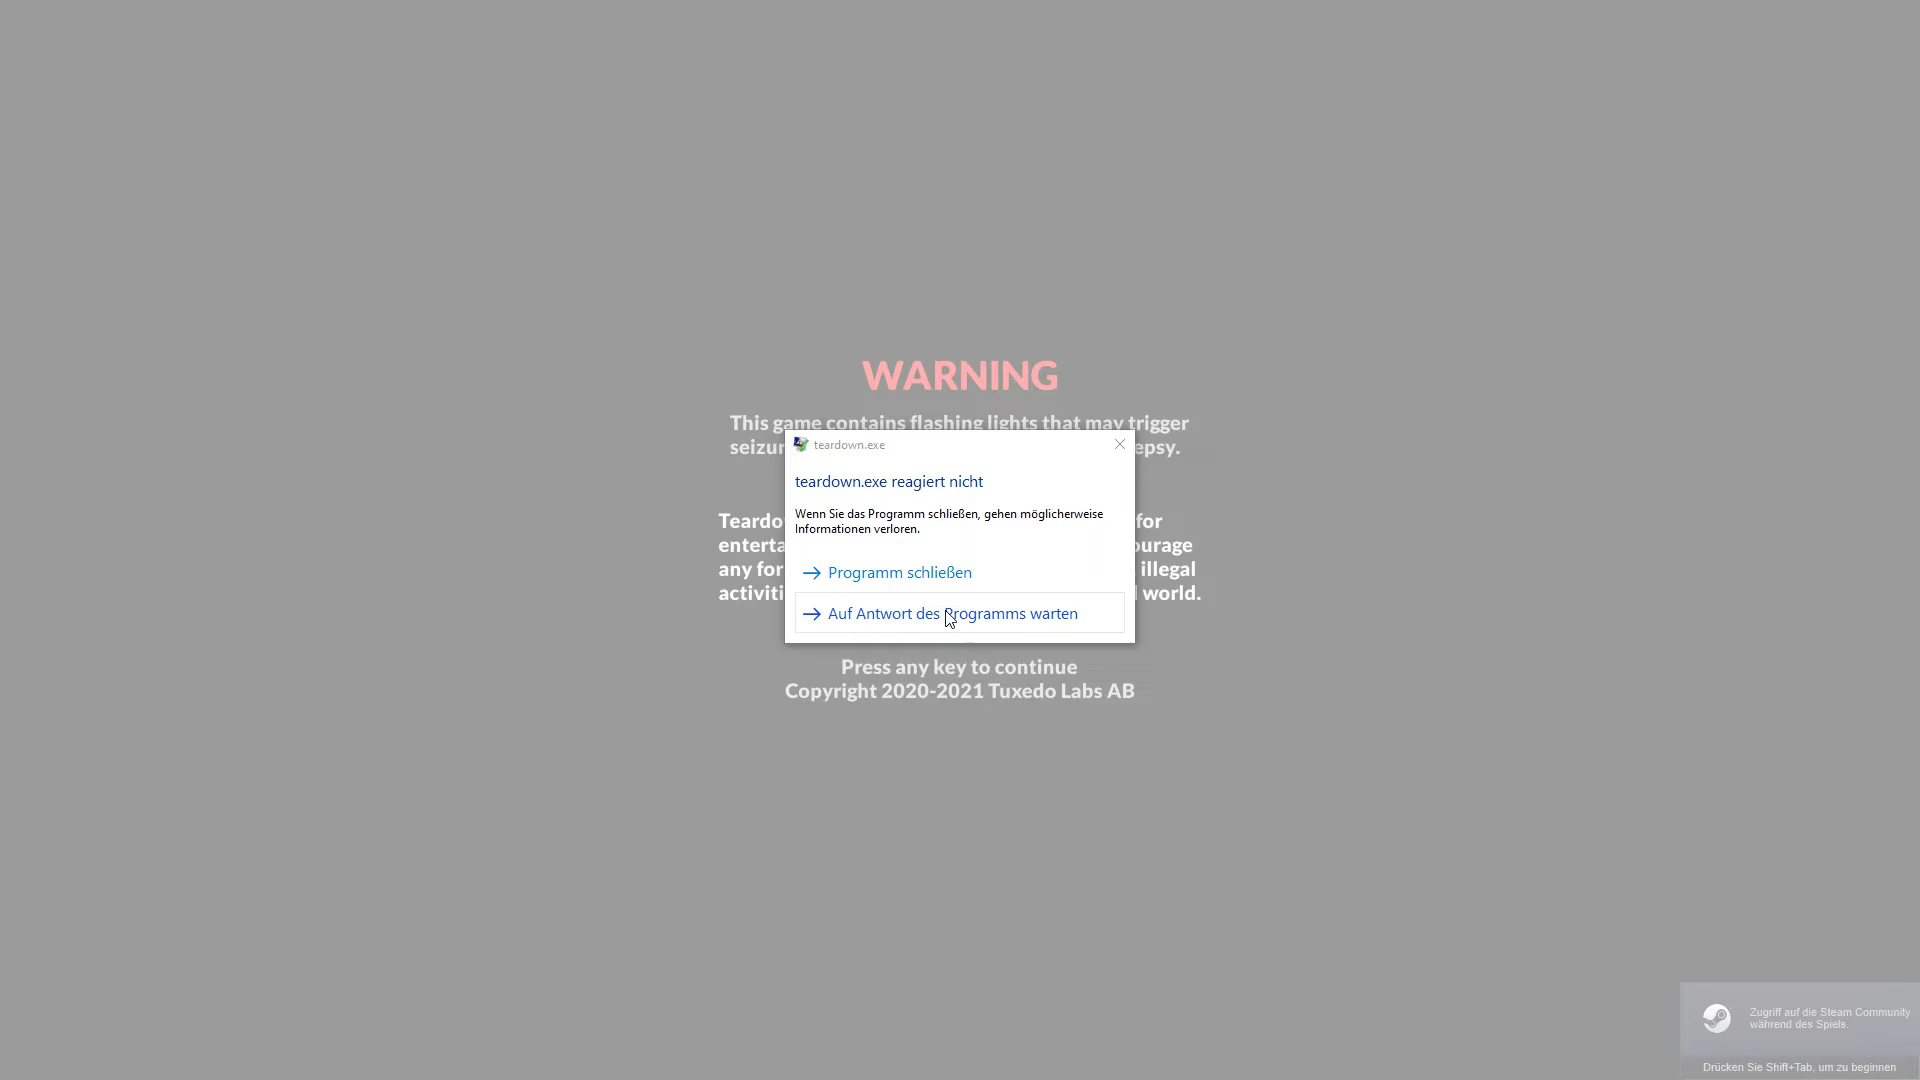 WARNING
This game contains flashing lights that may trigger
seizur epsy.
teardown.exe
teardown.exe reagiert nicht
Wenn Sie das Programm schließen, gehen möglicherweise
Informationen verloren.
Teardo for
enterta ourage
any for illegal
activiti world.
Programm schließen
Auf Antwort des Programms warten
Press any key to continue
Copyright 2020-2021 Tuxedo Labs AB
Zugriff auf die Steam Community
während des Spiels.
Drücken Sie Shift+Tab, um zu beginnen